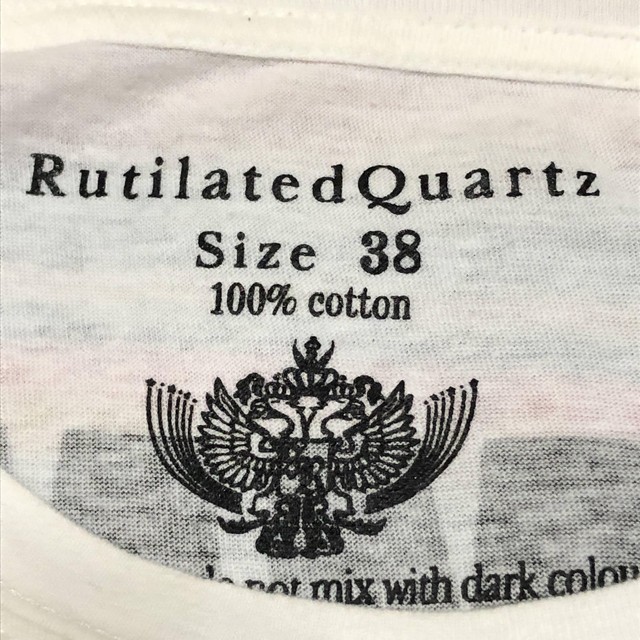 RutilatedQuartz
Size 38
100% cotton
not mix with dark colou